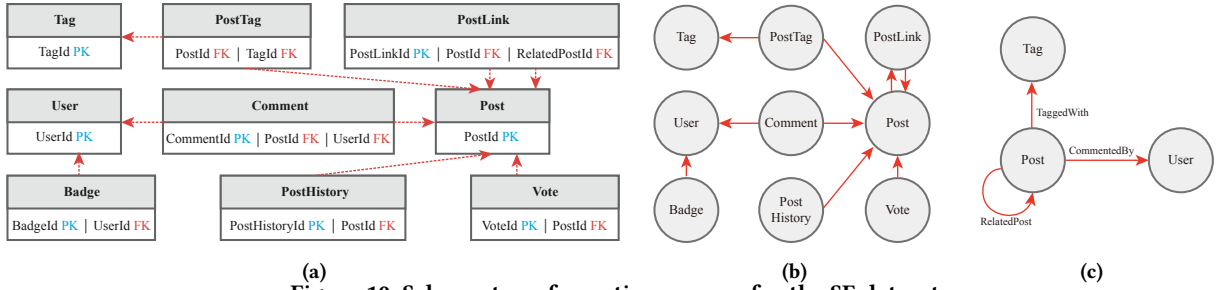 Tag
TagId PK
PostTag
PostId FK | TagId FK
PostLink
PostLinkId PK | PostId FK | RelatedPostId FK
User
UserId PK
Comment
CommentId PK | PostId FK | UserId FK
Post
PostId PK
Badge
BadgeId PK | UserId FK
PostHistory
PostHistoryId PK | PostId FK
Vote
VoteId PK | PostId FK
(a)
Tag
PostTag
PostLink
User
Comment
Post
Badge
Post
History
Vote
(b)
Tag
TaggedWith
Post
CommentedBy
User
RelatedPost
(c)